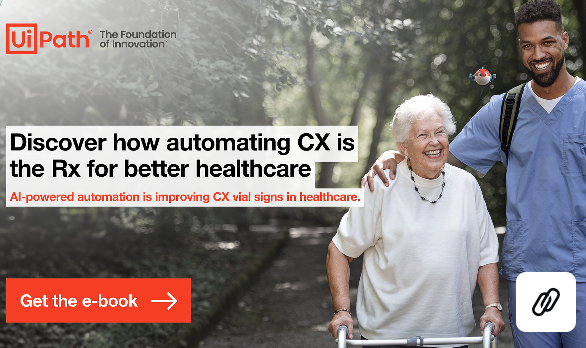 UiPath
The Foundation
of Innovation
Discover how automating CX is
the Rx for better healthcare
AI-powered automation is improving CX vial signs in healthcare.
Get the e-book